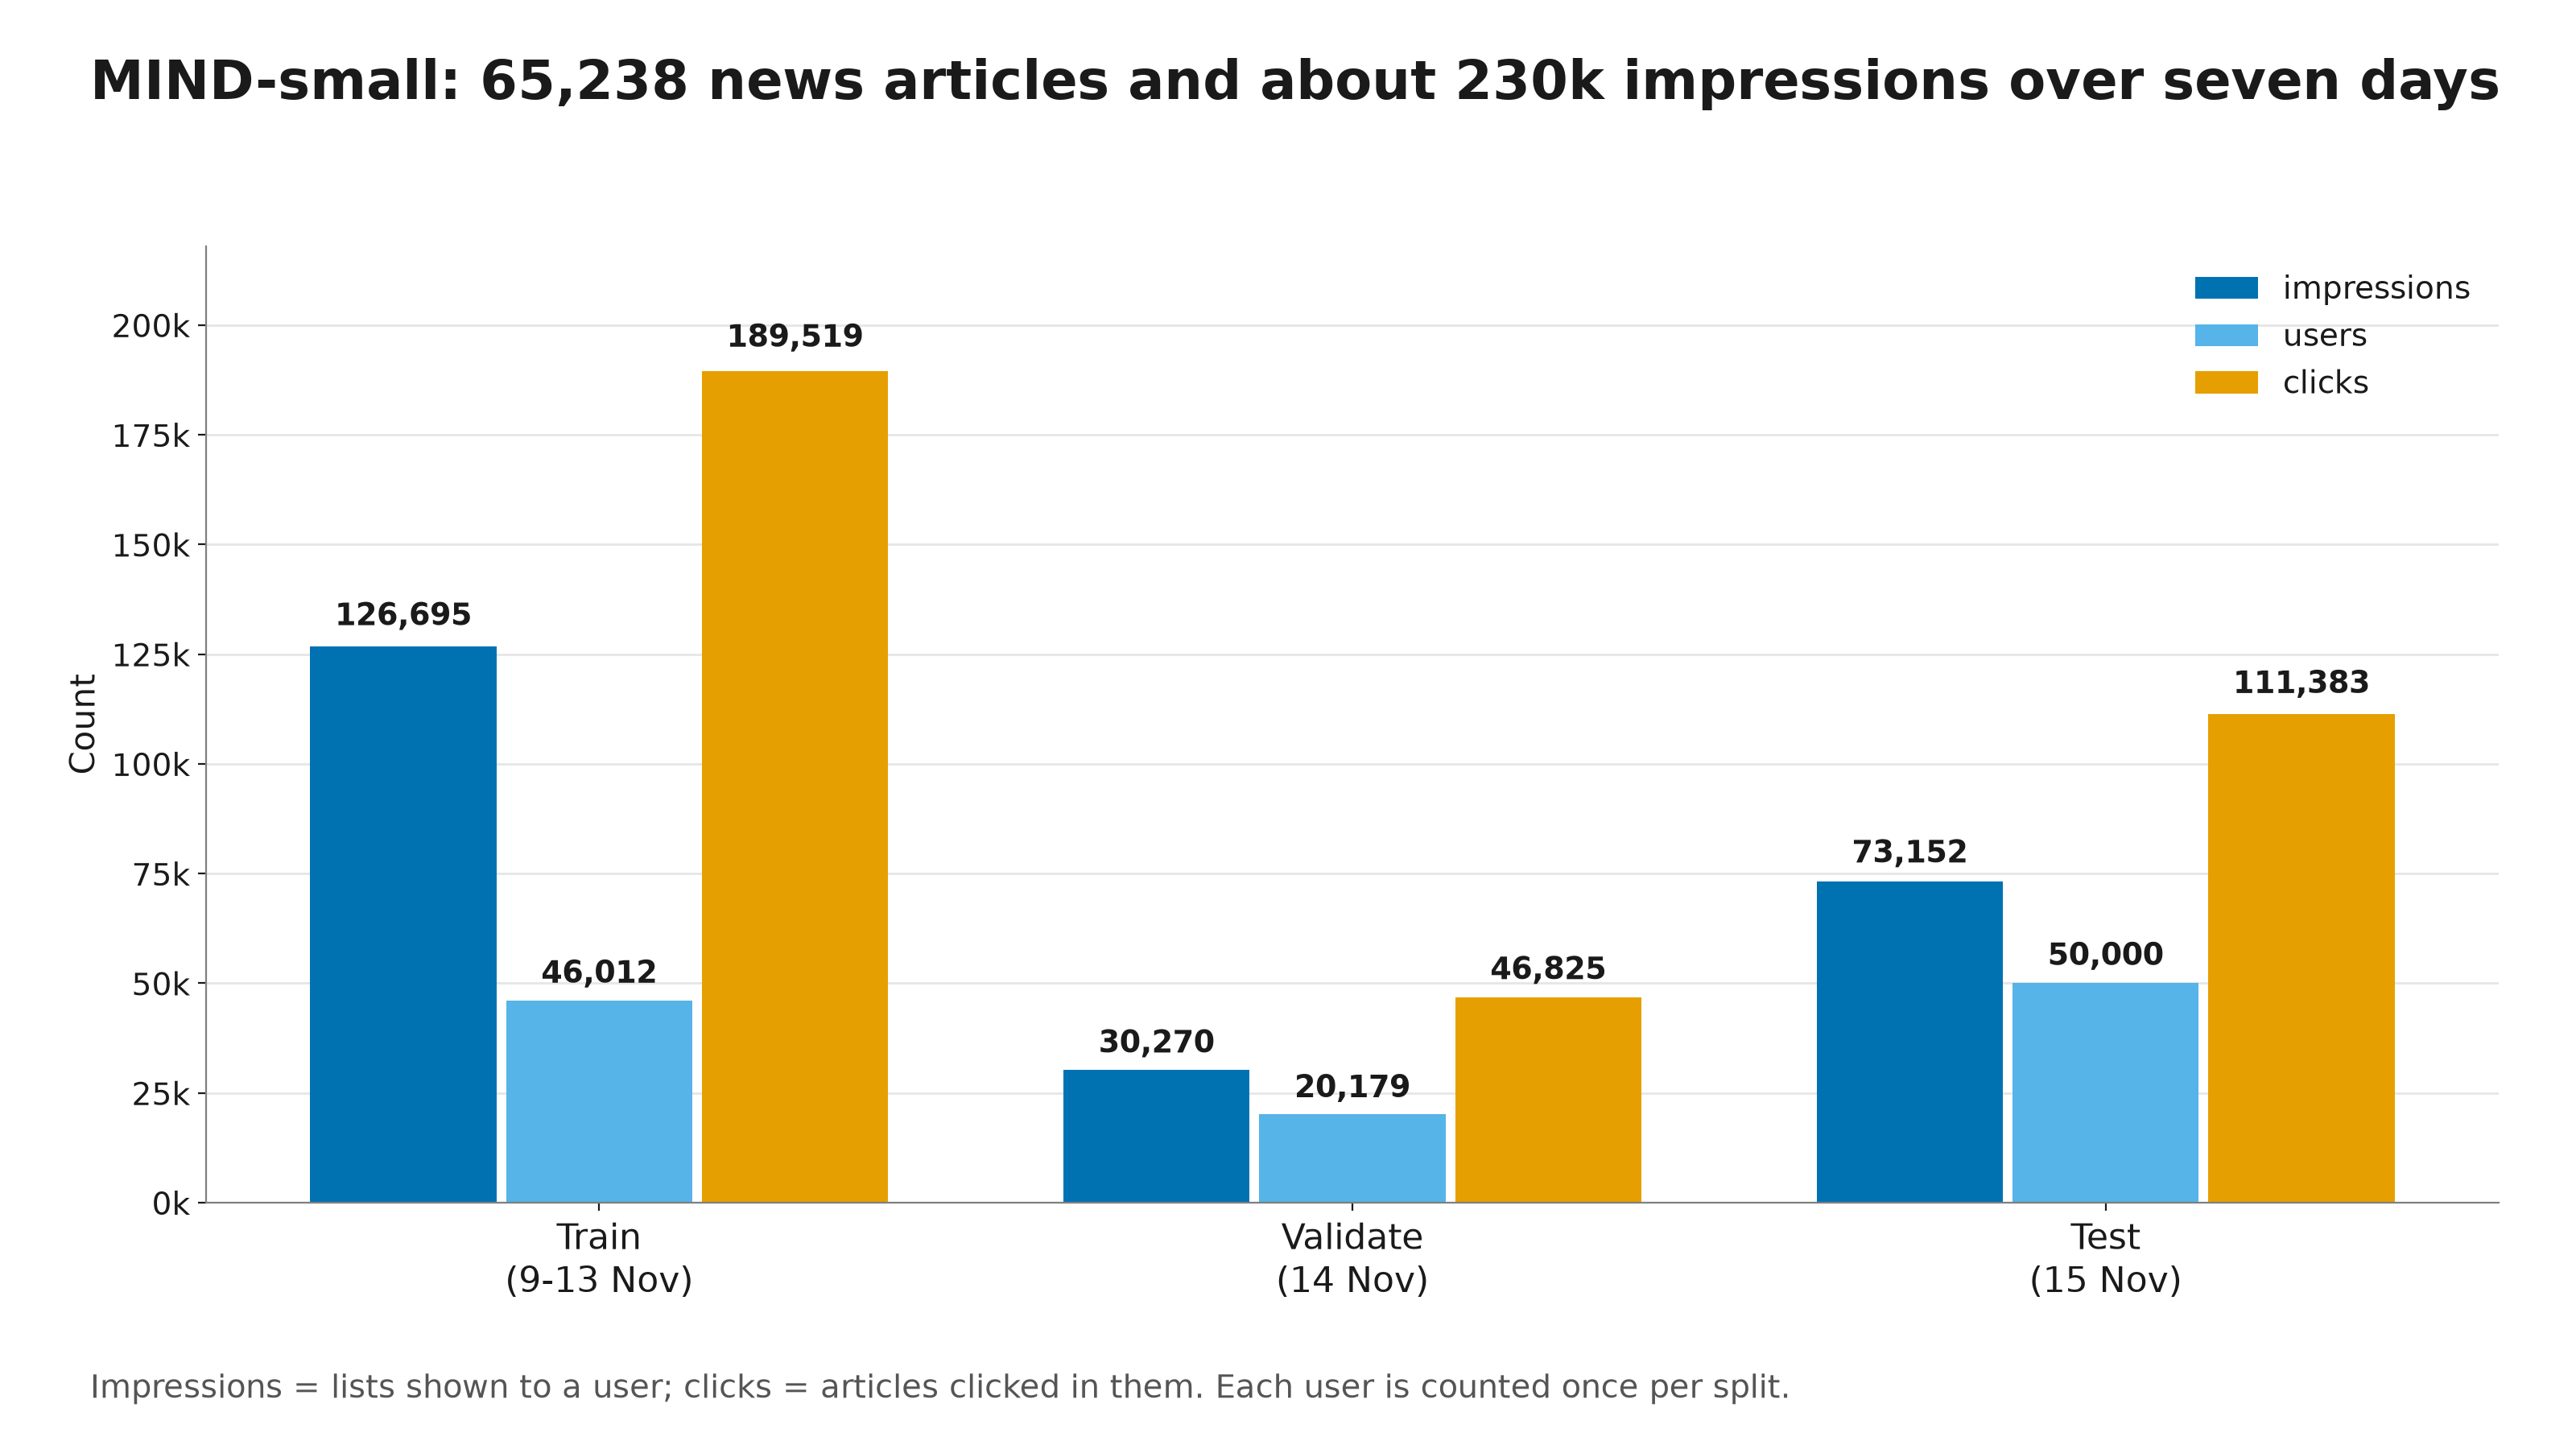 MIND-small: 65,238 news articles and about 230k impressions over seven days
impressions
users
clicks
Count
200k
175k
150k
125k
100k
75k
50k
25k
0k
126,695
46,012
189,519
30,270
20,179
46,825
73,152
50,000
111,383
Train
(9-13 Nov)
Validate
(14 Nov)
Test
(15 Nov)
Impressions = lists shown to a user; clicks = articles clicked in them. Each user is counted once per split.